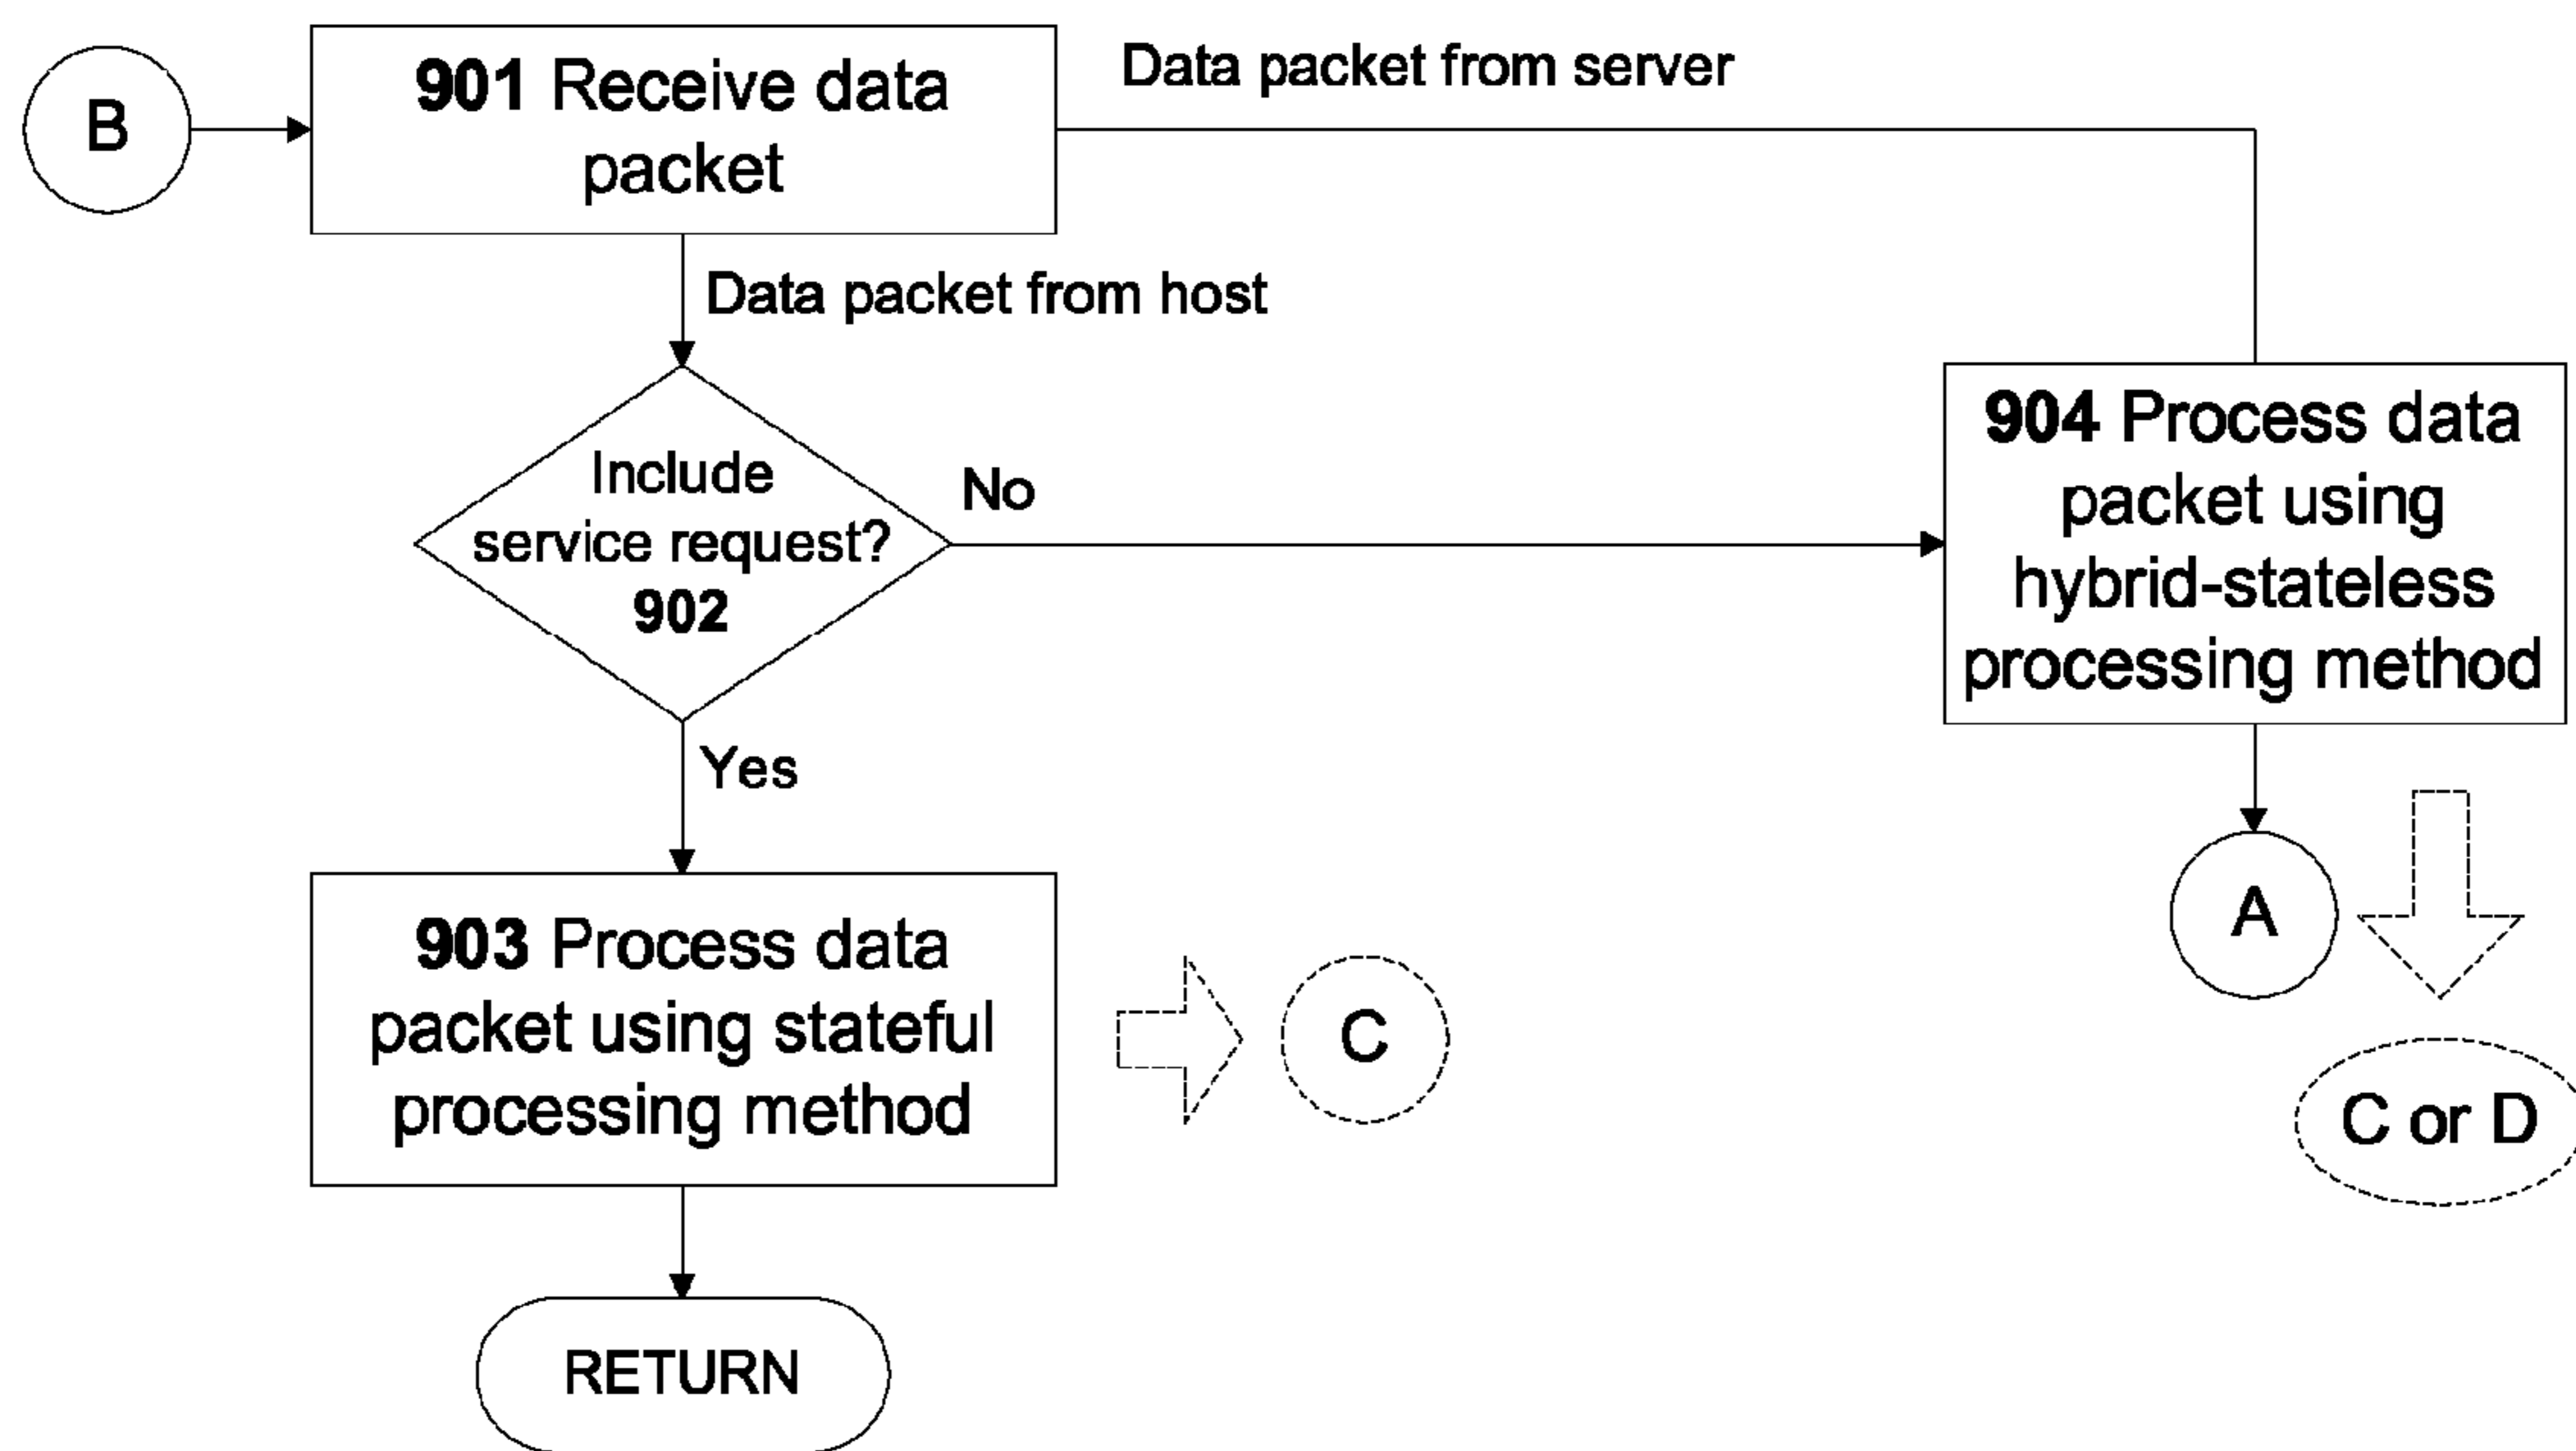 B
901 Receive data
packet
Data packet from server
Data packet from host
Include
service request?
902
No
Yes
904 Process data
packet using
hybrid-stateless
processing method
903 Process data
packet using stateful
processing method
C
A
C or D
RETURN